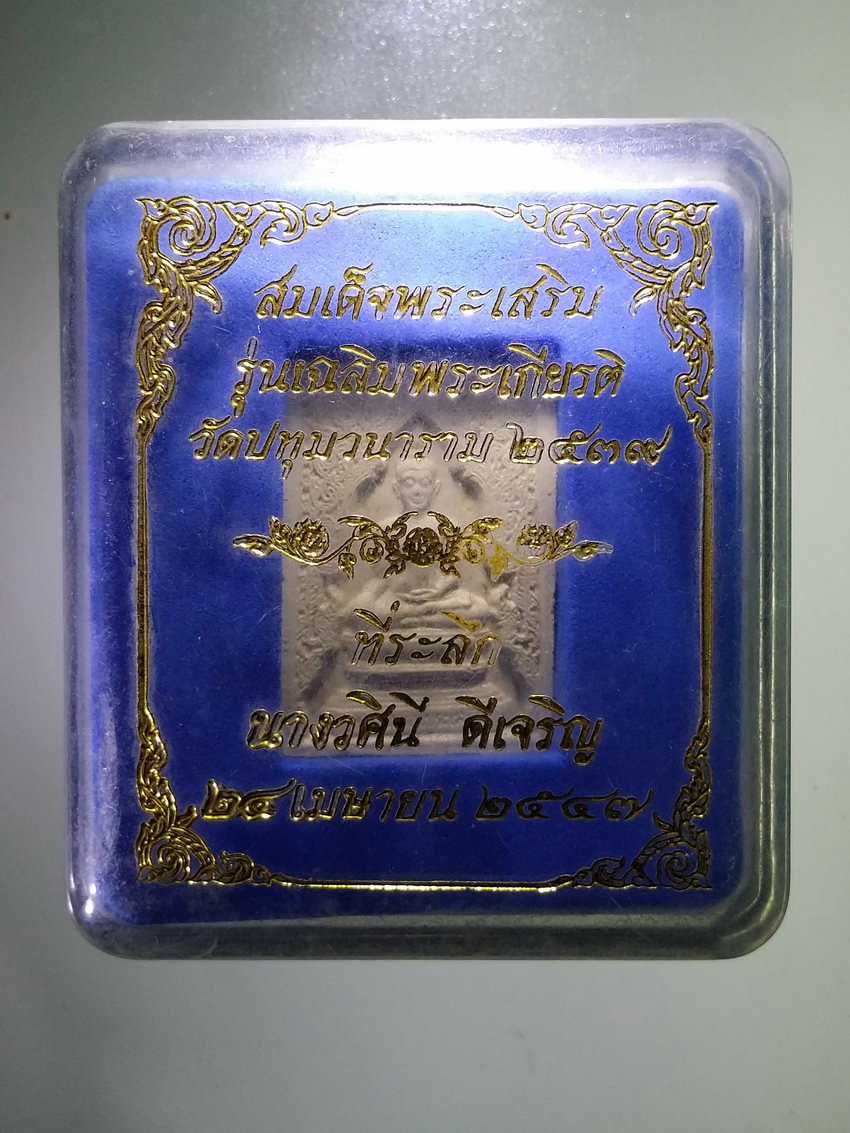 สมเด็จพระเสริม
รุ่นเฉลิมพระเกียรติ
วัดปทุมวนาราม ๒๕๓๙
ที่ระลึก
นางวศินี ดีเจริญ
๒๔ เมษายน ๒๕๔๗